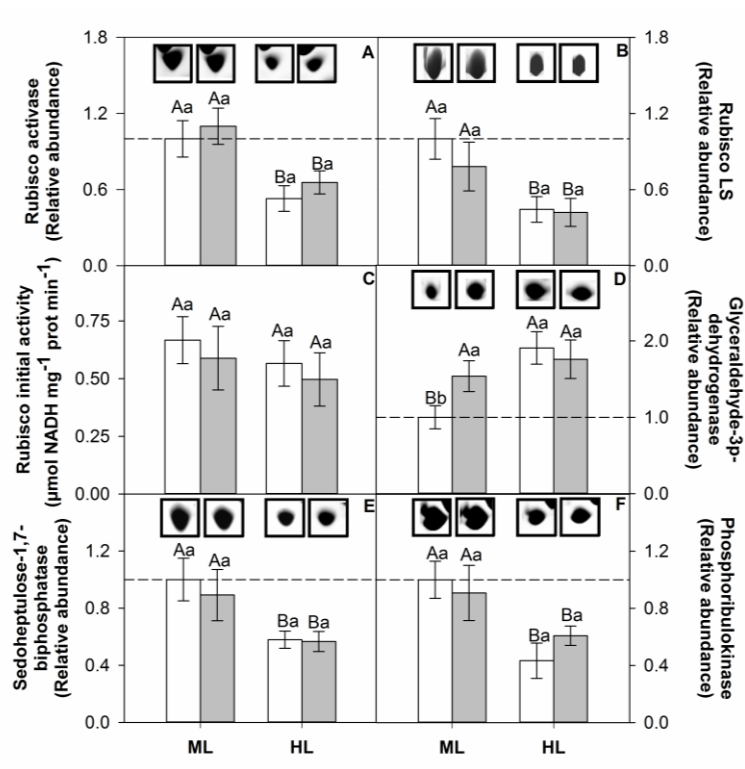 1.8
1.2
0.6
0.0
Rubisco activase
(Relative abundance)
A
Aa
Aa
Ba
Ba
B
Aa
Aa
Ba
Ba
1.8
1.2
0.6
0.0
Rubisco LS
(Relative abundance)
0.75
0.50
0.25
0.00
Rubisco initial activity
(µmol NADH mg-1 prot min-1)
C
Aa
Aa
Aa
Aa
D
Bb
Aa
Aa
Aa
2.0
1.0
0.0
Glyceraldehyde-3p-
dehydrogenase
(Relative abundance)
1.2
0.8
0.4
0.0
Sedoheptulose-1,7-
biphosphatase
(Relative abundance)
E
Aa
Aa
Ba
Ba
F
Aa
Aa
Ba
Ba
1.2
0.8
0.4
0.0
Phosphoribulokinase
(Relative abundance)
ML
HL
ML
HL